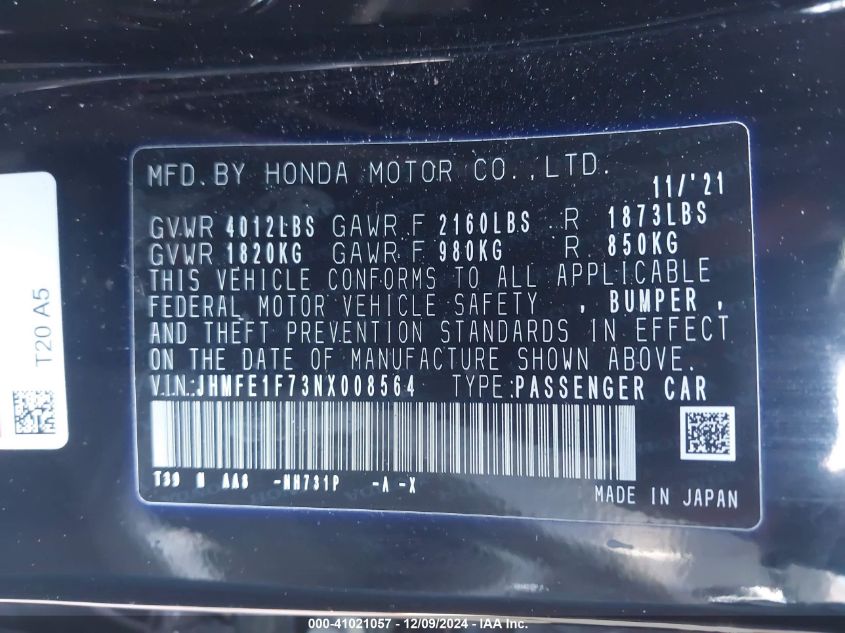 MFD. BY HONDA MOTOR CO., LTD.
11/'21
GVWR 4012LBS GAWR F 2160LBS R 1873LBS
GVWR 1820KG GAWR F 980KG R 850KG
THIS VEHICLE CONFORMS TO ALL APPLICABLE
FEDERAL MOTOR VEHICLE SAFETY , BUMPER ,
AND THEFT PREVENTION STANDARDS IN EFFECT
ON THE DATE OF MANUFACTURE SHOWN ABOVE.
V.I.N.:JHMFE1F73NX008564 TYPE:PASSENGER CAR
-NH731P -A -X
MADE IN JAPAN
T20 A5
000-41021057 - 12/09/2024 - IAA Inc.